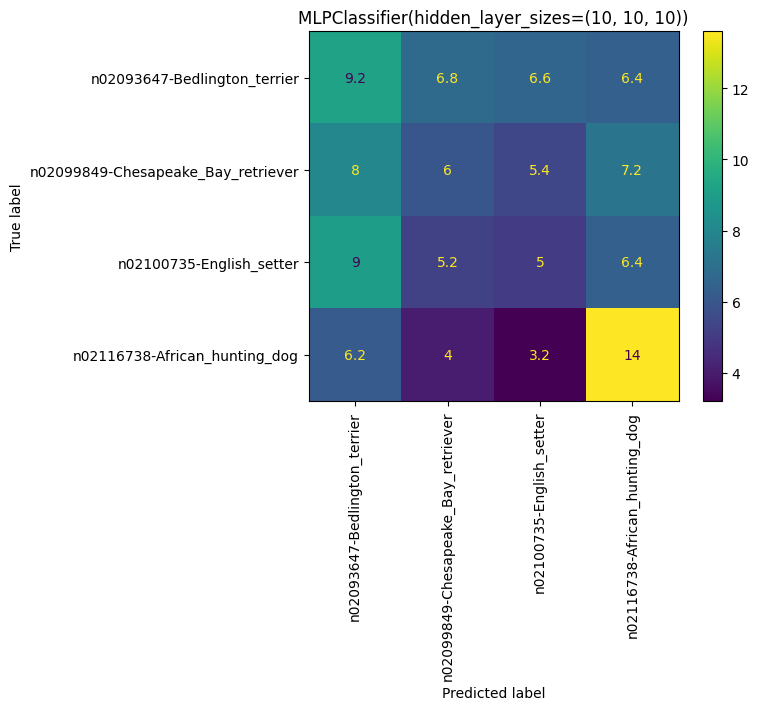 MLPClassifier(hidden_layer_sizes=(10, 10, 10))
True label
n02093647-Bedlington_terrier 9.2 6.8 6.6 6.4
n02099849-Chesapeake_Bay_retriever 8 6 5.4 7.2
n02100735-English_setter 9 5.2 5 6.4
n02116738-African_hunting_dog 6.2 4 3.2 14
n02093647-Bedlington_terrier
n02099849-Chesapeake_Bay_retriever
n02100735-English_setter
n02116738-African_hunting_dog
Predicted label
12
10
8
6
4